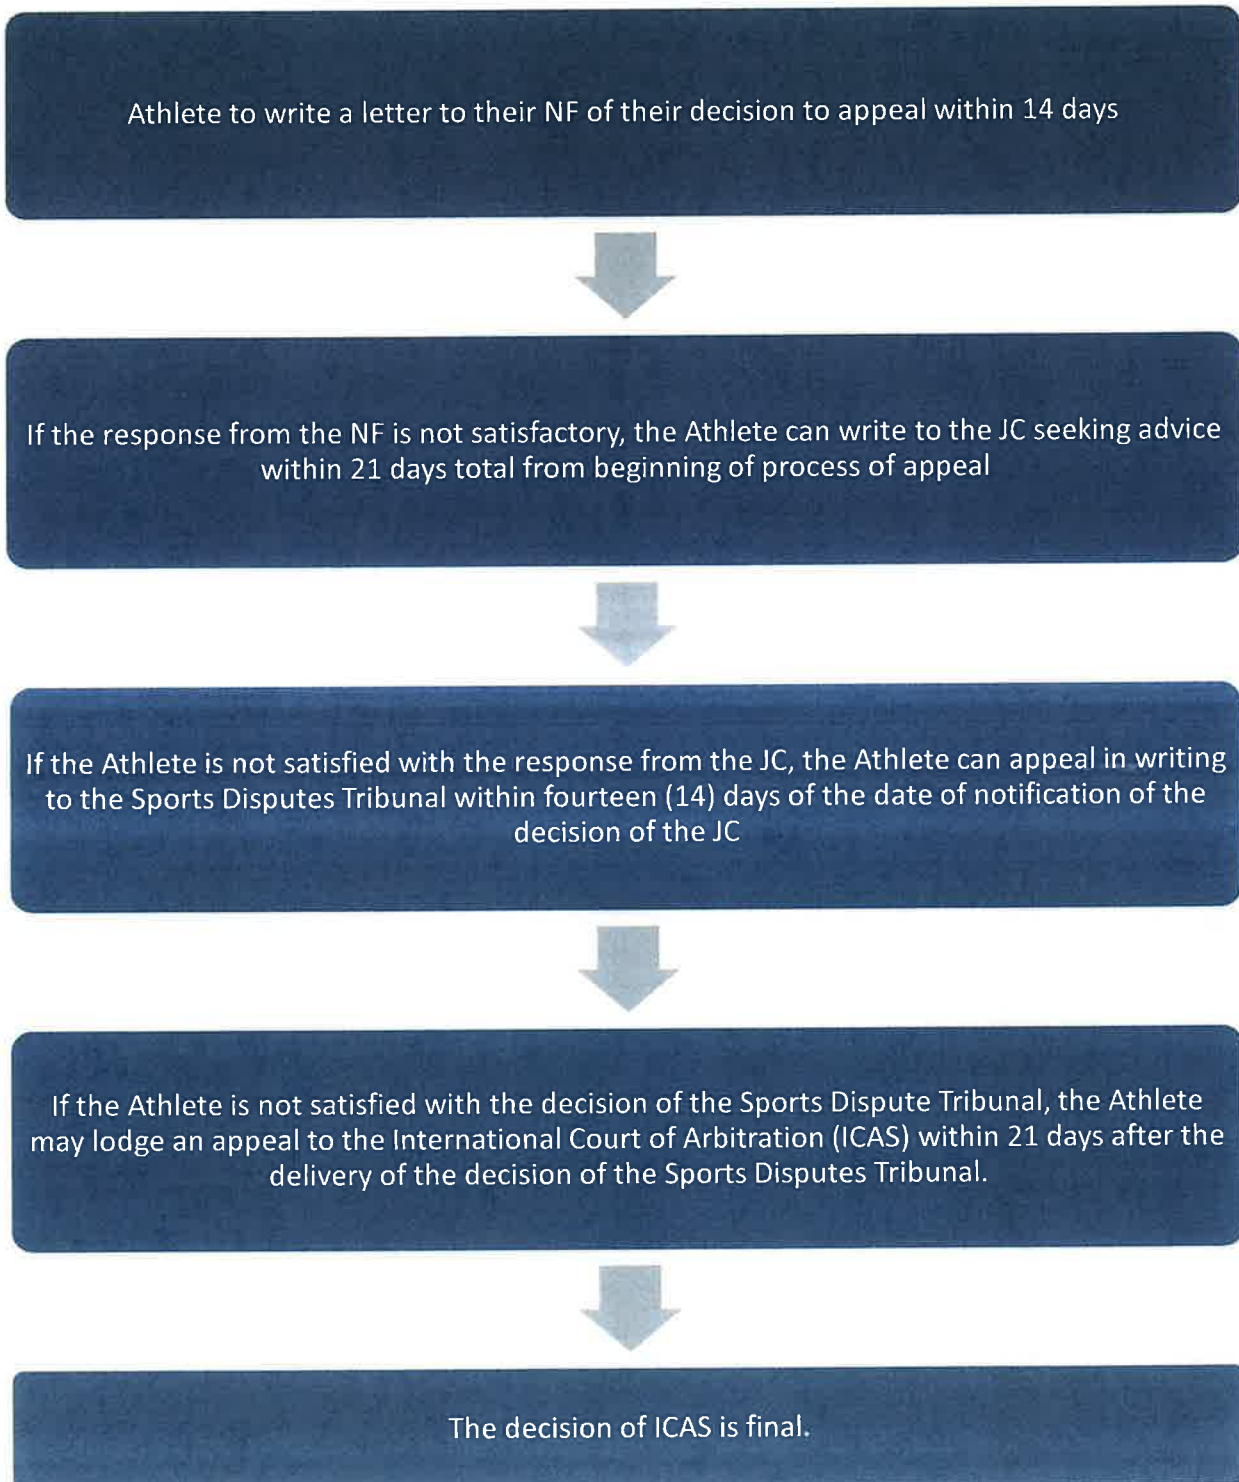 Athlete to write a letter to their NF of their decision to appeal within 14 days
If the response from the NF is not satisfactory, the Athlete can write to the JC seeking advice
within 21 days total from beginning of process of appeal
If the Athlete is not satisfied with the response from the JC, the Athlete can appeal in writing
to the Sports Disputes Tribunal within fourteen (14) days of the date of notification of the
decision of the JC
If the Athlete is not satisfied with the decision of the Sports Dispute Tribunal, the Athlete
may lodge an appeal to the International Court of Arbitration (ICAS) within 21 days after the
delivery of the decision of the Sports Disputes Tribunal.
The decision of ICAS is final.